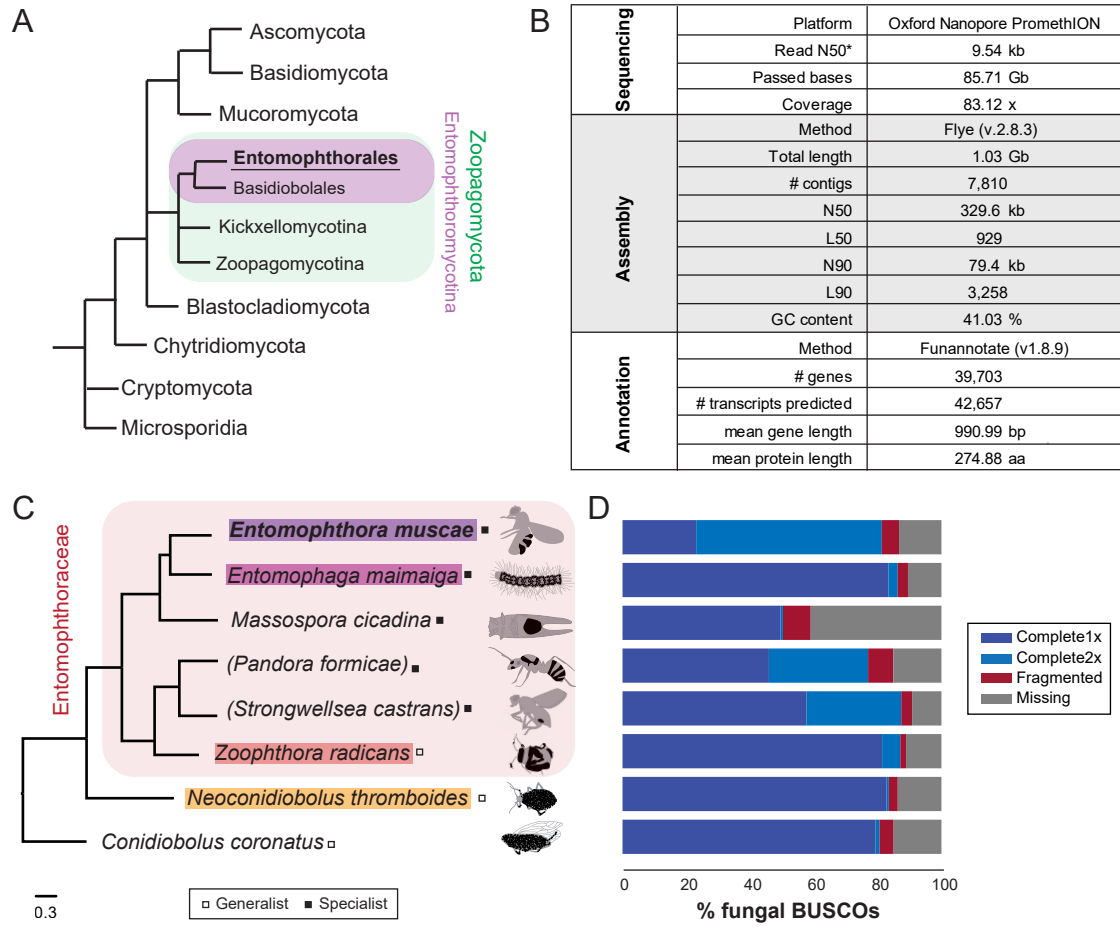 A
Ascomycota
Basidiomycota
Mucoromycota
Entomophthorales
Basidiobolales
Kickxellomycotina
Zoopagomycotina
Blastocladiomycota
Chytridiomycota
Cryptomycota
Microsporidia
Entomophthoromycotina
Zoopagomycota
B
Sequencing
Platform Oxford Nanopore PromethION
Read N50* 9.54 kb
Passed bases 85.71 Gb
Coverage 83.12 x
Assembly
Method Flye (v.2.8.3)
Total length 1.03 Gb
# contigs 7,810
N50 329.6 kb
L50 929
N90 79.4 kb
L90 3,258
GC content 41.03 %
Annotation
Method Funannotate (v1.8.9)
# genes 39,703
# transcripts predicted 42,657
mean gene length 990.99 bp
mean protein length 274.88 aa
C
Entomophthoraceae
Entomophthora muscae
Entomophaga maimaiga
Massospora cicadina
(Pandora formicae)
(Strongwellsea castrans)
Zoophthora radicans
Neoconidiobolus thromboides
Conidiobolus coronatus
0.3
Generalist Specialist
D
Complete1x
Complete2x
Fragmented
Missing
0 20 40 60 80 100
% fungal BUSCOs